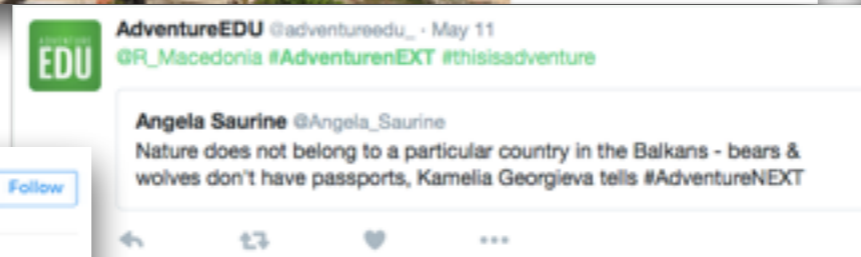 AdventureEDU @adventureedu_ · May 11
@R_Macedonia #AdventurenEXT #thisisadventure
ADVENTURE
EDU
Angela Saurine @Angela_Saurine
Nature does not belong to a particular country in the Balkans - bears &
wolves don't have passports, Kamelia Georgieva tells #AdventureNEXT
Follow